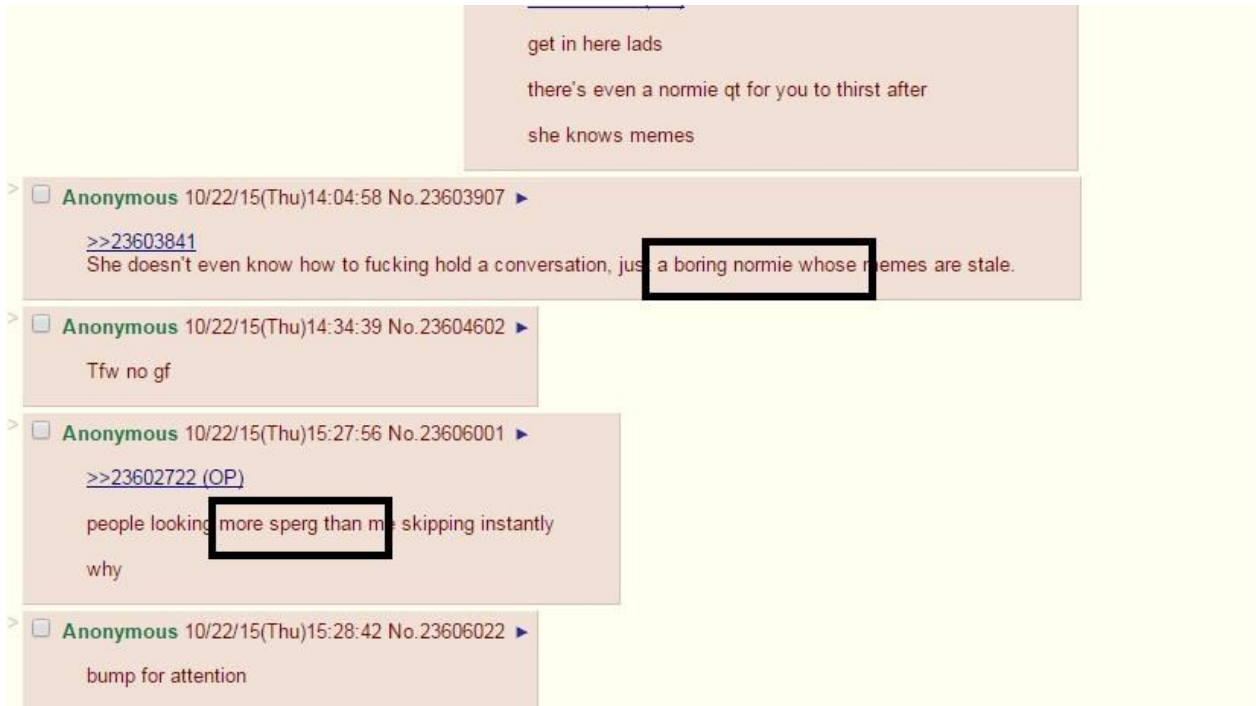 get in here lads
there's even a normie qt for you to thirst after
she knows memes
> Anonymous 10/22/15(Thu)14:04:58 No.23603907 ►
>>23603841
She doesn't even know how to fucking hold a conversation, just a boring normie whose memes are stale.
> Anonymous 10/22/15(Thu)14:34:39 No.23604602 ►
Tfw no gf
> Anonymous 10/22/15(Thu)15:27:56 No.23606001 ►
>>23602722 (OP)
people looking more sperg than me skipping instantly
why
> Anonymous 10/22/15(Thu)15:28:42 No.23606022 ►
bump for attention